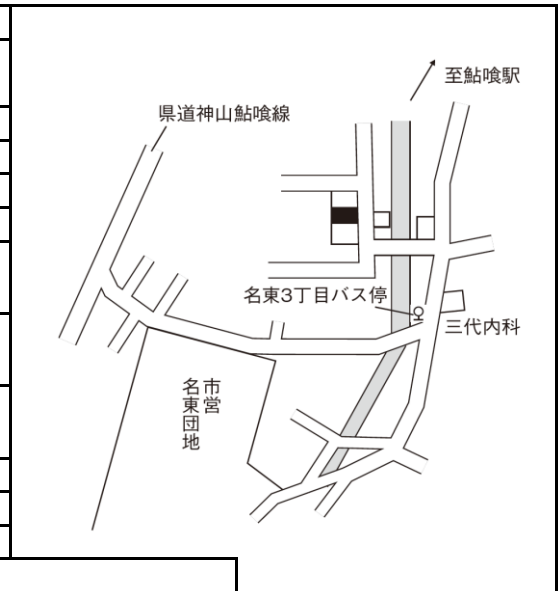 至鮎喰駅
県道神山鮎喰線
名東3丁目バス停
三代内科
市営
名東団地